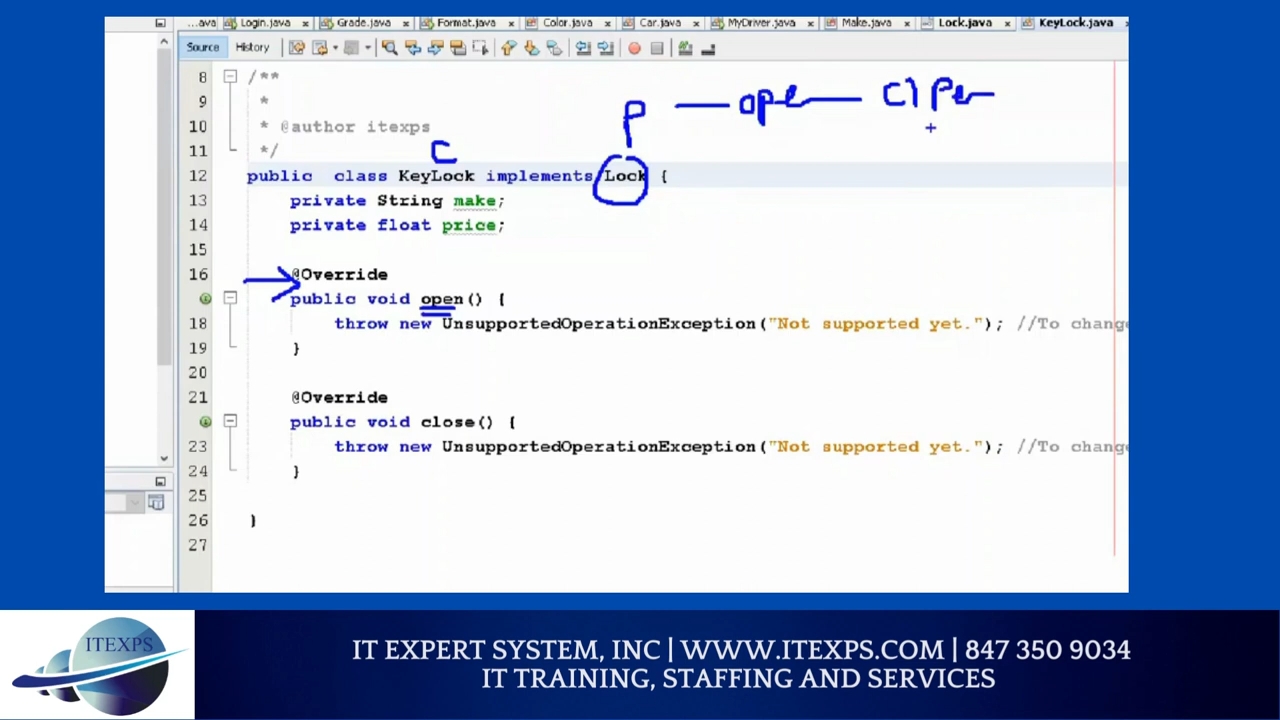 ...ava Login.java × Grade.java × Format.java × Color.java × Car.java × MyDriver.java × Make.java × Lock.java × KeyLock.java ×
Source History
8 /**
9 *
10 * @author itexps
11 */
P — ope — 
C
12 public class KeyLock implements Lock {
13 private String make;
14 private float price;
15
16 @Override
public void open() {
18 throw new UnsupportedOperationException("Not supported yet."); //To change
19 }
20
21 @Override
public void close() {
23 throw new UnsupportedOperationException("Not supported yet."); //To change
24 }
25
26 }
27
ITEXPS
IT EXPERT SYSTEM, INC | WWW.ITEXPS.COM | 847 350 9034
IT TRAINING, STAFFING AND SERVICES